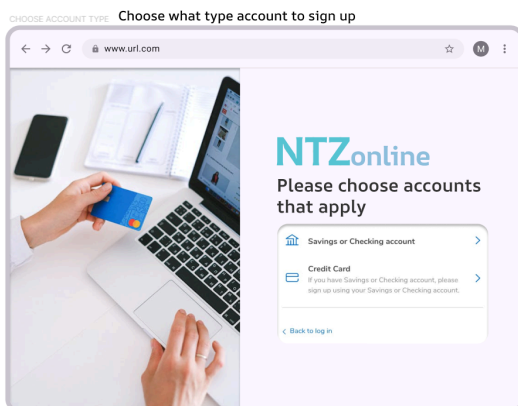 CHOOSE ACCOUNT TYPE Choose what type account to sign up
www.url.com
M
NTZonline
Please choose accounts
that apply
Savings or Checking account
Credit Card
If you have Savings or Checking account, please
sign up using your Savings or Checking account.
Back to log in